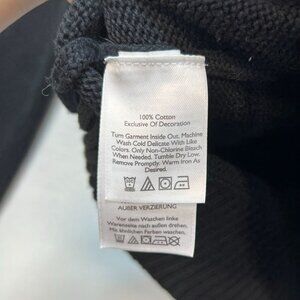 100% Cotton
Exclusive Of Decoration
Turn Garment Inside Out. Machine
Wash Cold Delicate With Like
Colors. Only Non-Chlorine Bleach
When Needed. Tumble Dry Low.
Remove Promptly. Warm Iron As
Desired.
AUßER VERZIERUNG
Vor dem Waschen linke
Warenseite nach außen drehen.
Mit ähnlichen Farben